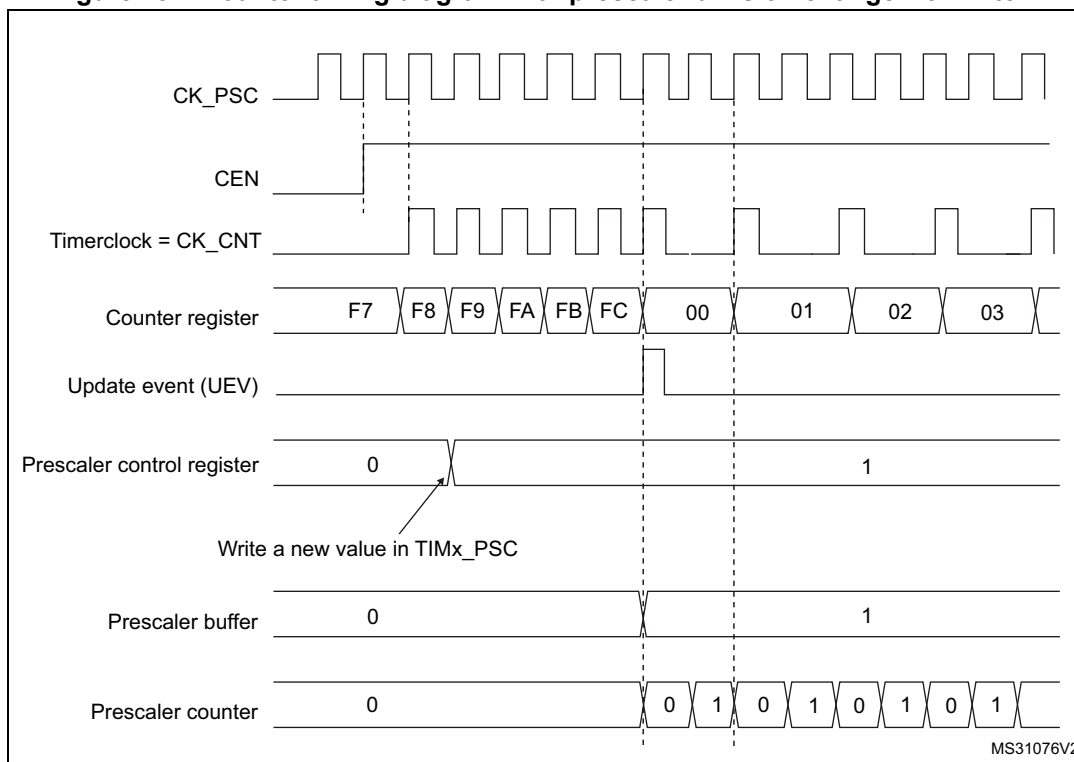 CK_PSC
CEN
Timerclock = CK_CNT
Counter register F7 F8 F9 FA FB FC 00 01 02 03
Update event (UEV)
Prescaler control register 0 1
Write a new value in TIMx_PSC
Prescaler buffer 0 1
Prescaler counter 0 0 1 0 1 0 1 0 1
MS31076V2